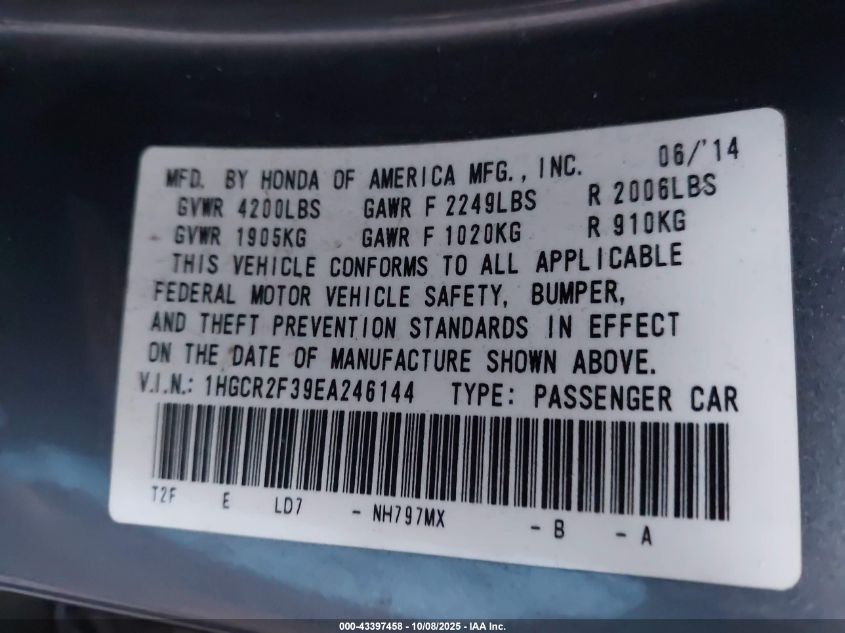 MFD. BY HONDA OF AMERICA MFG., INC. 06/'14
GVWR 4200LBS GAWR F 2249LBS R 2006LBS
GVWR 1905KG GAWR F 1020KG R 910KG
THIS VEHICLE CONFORMS TO ALL APPLICABLE
FEDERAL MOTOR VEHICLE SAFETY, BUMPER,
AND THEFT PREVENTION STANDARDS IN EFFECT
ON THE DATE OF MANUFACTURE SHOWN ABOVE.
V.I.N.: 1HGCR2F39EA246144 TYPE: PASSENGER CAR
T2F E LD7 - NH797MX - B - A
000-43397458 - 10/08/2025 - IAA Inc.